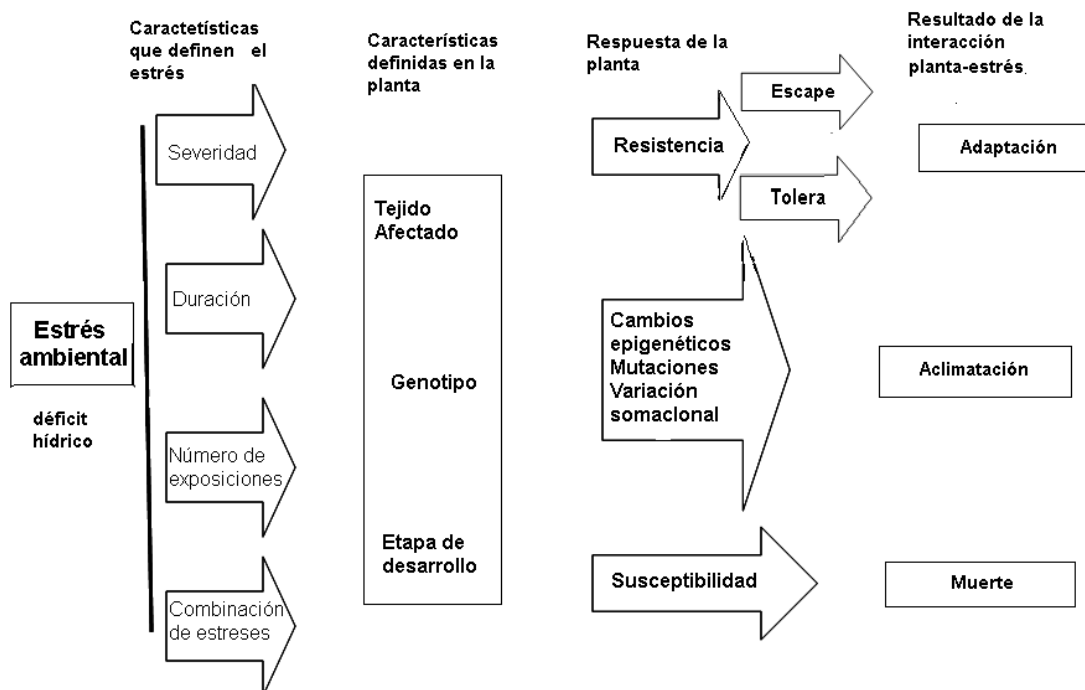 Caractetísticas
que definen el
estrés
Características
definidas en la
planta
Respuesta de la
planta
Resultado de la
interacción
planta-estrés
Estrés
ambiental
déficit
hídrico
Severidad
Duración
Número de
exposiciones
Combinación
de estreses
Tejido
Afectado
Genotipo
Etapa de
desarrollo
Resistencia
Escape
Tolera
Cambios
epigenéticos
Mutaciones
Variación
somaclonal
Susceptibilidad
Adaptación
Aclimatación
Muerte